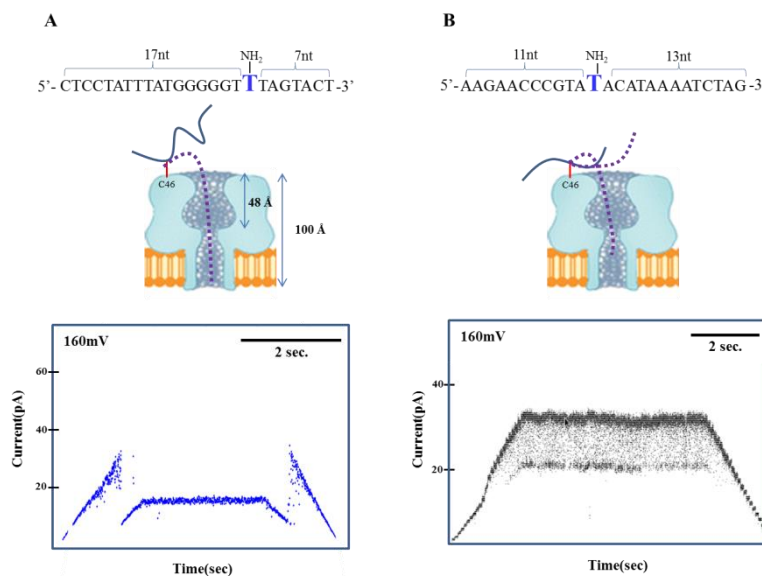 A
17nt
NH2
7nt
5’- CTCCTATTTATGGGGGT T TAGTACT -3’
C46
48 Å
100 Å
160mV
2 sec.
60
40
20
Current(pA)
Time(sec)
B
11nt
NH2
13nt
5’- AAGAACCCGTA T ACATAAAATCTAG -3
C46
160mV
2 sec.
40
20
Current(pA)
Time(sec)